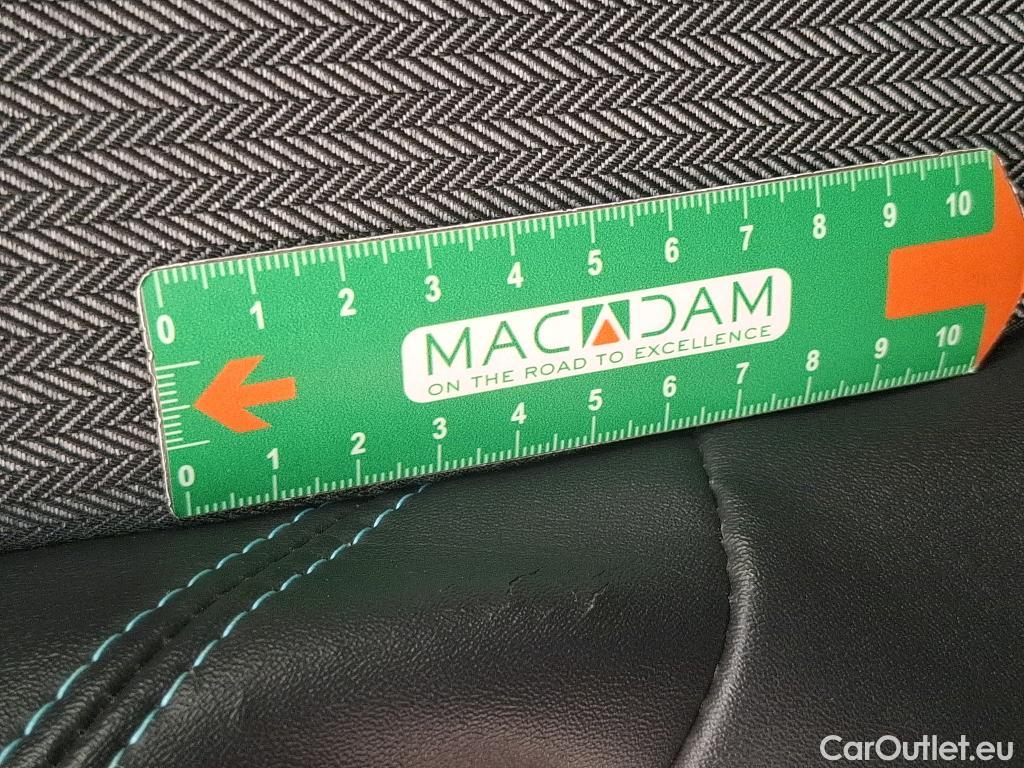 0 1 2 3 4 5 6 7 8 9 10
MACADAM
ON THE ROAD TO EXCELLENCE
0 1 2 3 4 5 6 7 8 9 10
CarOutlet.eu